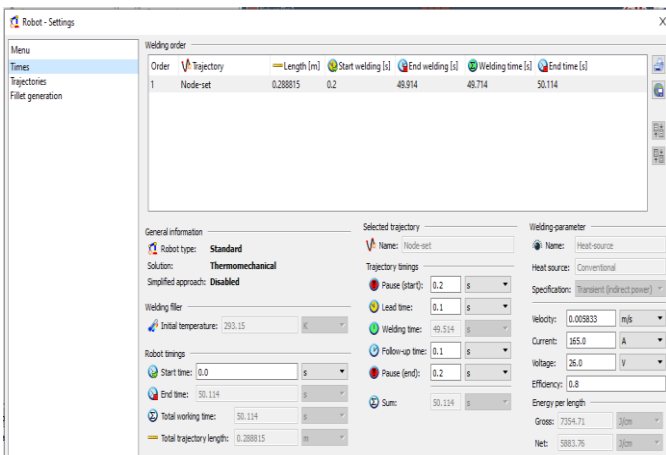 Robot - Settings X
Menu
Times
Trajectories
Fillet generation
Welding order
Order Trajectory Length [m] Start welding [s] End welding [s] Welding time [s] End time [s]
1 Node-set 0.288815 0.2 49.914 49.714 50.114
General information
Robot type: Standard
Solution: Thermomechanical
Simplified approach: Disabled
Welding filler
Initial temperature: 293.15 K
Robot timings
Start time: 0.0 s
End time: 50.114 s
Total working time: 50.114 s
Total trajectory length: 0.288815 m
Selected trajectory
Name: Node-set
Trajectory timings
Pause (start): 0.2 s
Lead time: 0.1 s
Welding time: 49.514 s
Follow-up time: 0.1 s
Pause (end): 0.2 s
Sum: 50.114 s
Welding-parameter
Name: Heat-source
Heat source: Conventional
Specification: Transient (indirect power)
Velocity: 0.005833 m/s
Current: 165.0 A
Voltage: 26.0 V
Efficiency: 0.8
Energy per length
Gross: 7354.71 J/cm
Net: 5883.76 J/cm